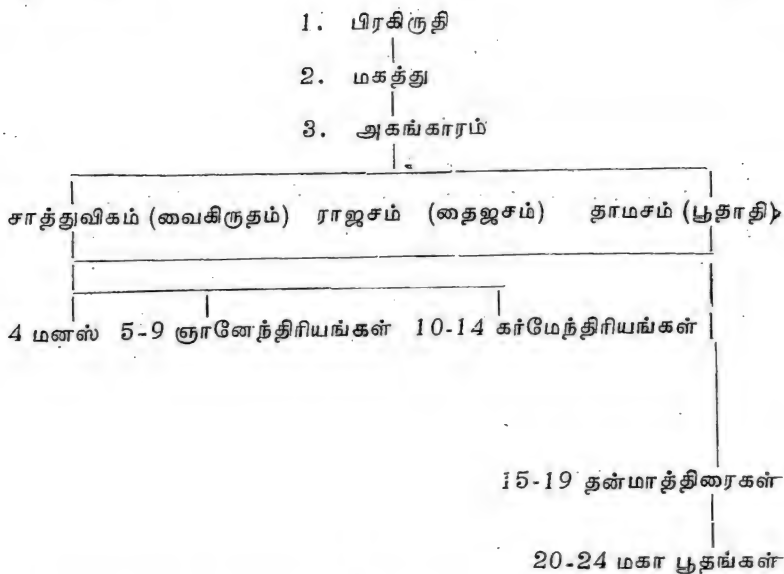 1. பிரகிருதி
2. மகத்து
3. அகங்காரம்
சாத்துவிகம் (வைகிருதம்) ராஜசம் (தைஜசம்) தாமசம் (பூதாதி)
4 மனஸ் 5-9 ஞானேந்திரியங்கள் 10-14 கர்மேந்திரியங்கள்
15-19 தன்மாத்திரைகள்
20-24 மகா பூதங்கள்